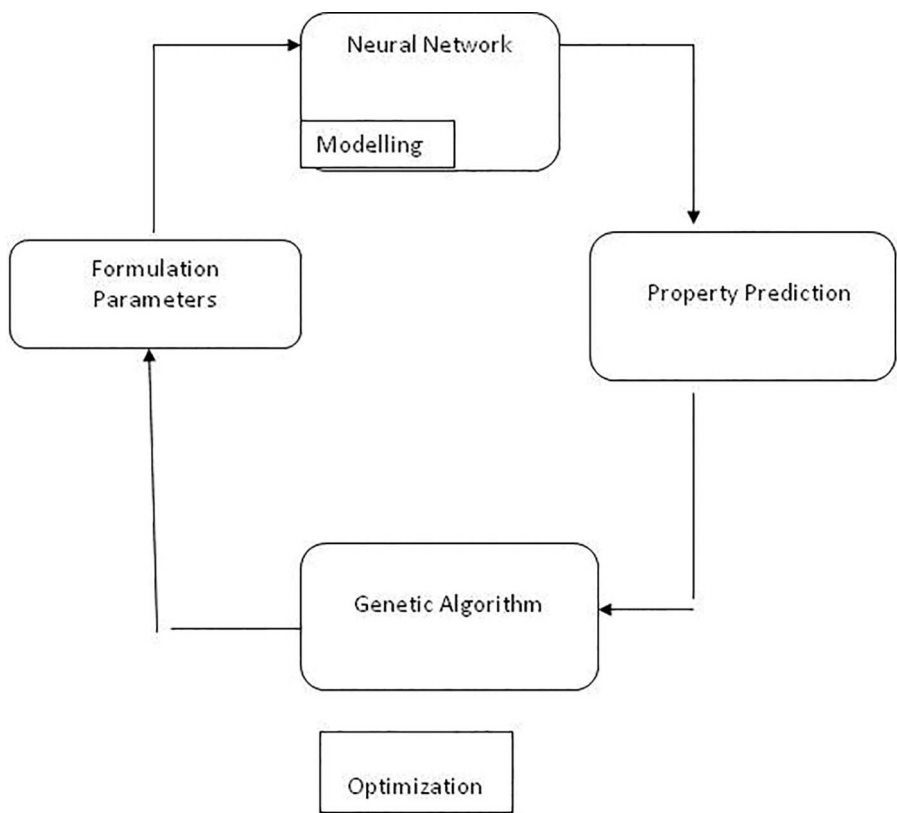 Neural Network
Modelling
Formulation
Parameters
Property Prediction
Genetic Algorithm
Optimization